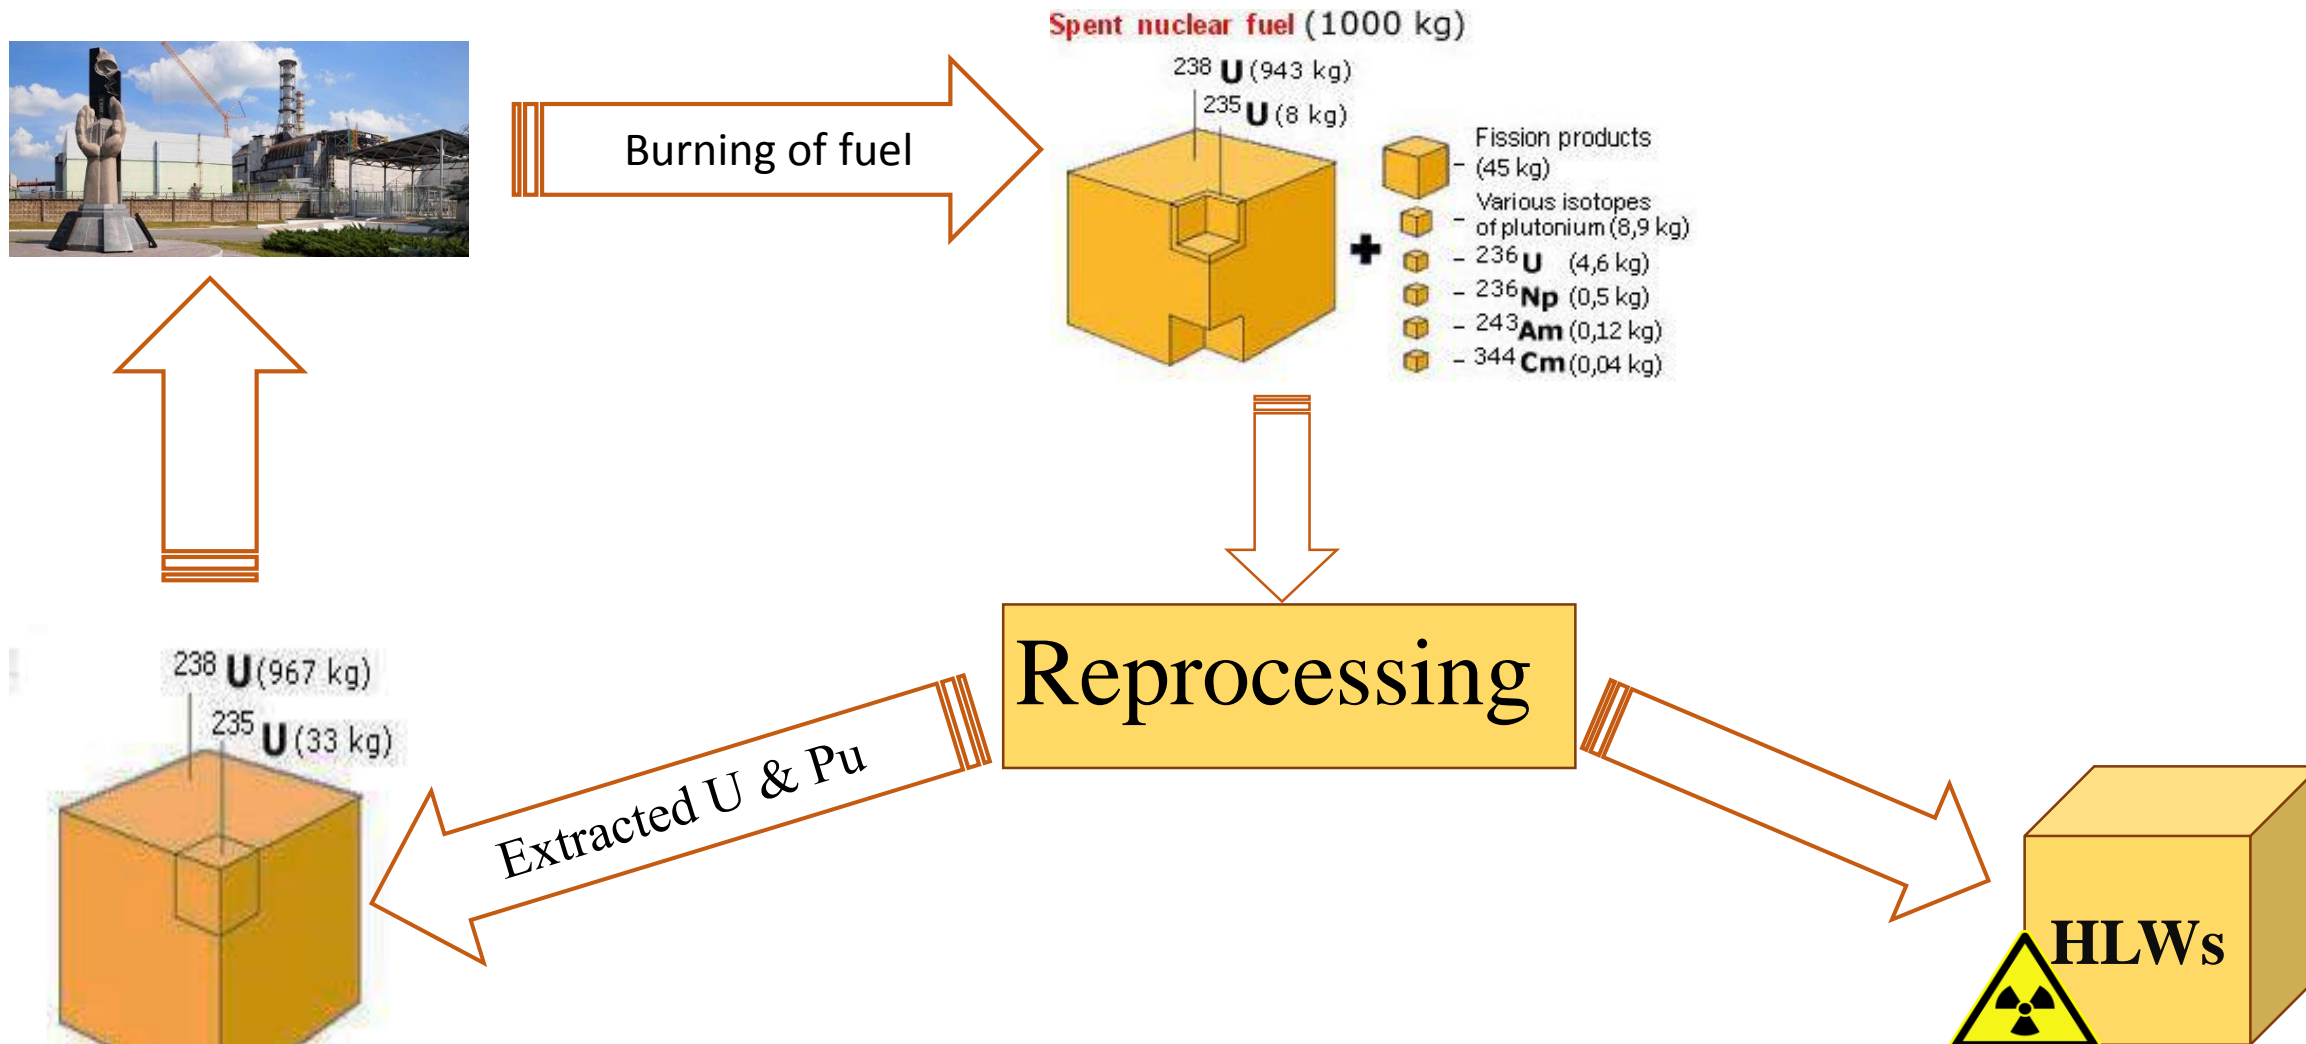 Spent nuclear fuel (1000 kg)
238 U (943 kg)
235 U (8 kg)
Burning of fuel
Fission products
(45 kg)
Various isotopes
of plutonium (8,9 kg)
236 U (4,6 kg)
236 Np (0,5 kg)
243 Am (0,12 kg)
344 Cm (0,04 kg)
Reprocessing
238 U (967 kg)
235 U (33 kg)
Extracted U & Pu
HLWs